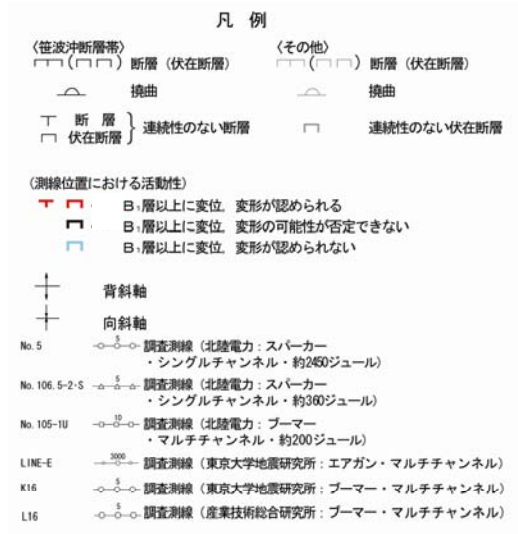 凡例
〈笹波沖断層帯〉 〈その他〉
( ) 断層（伏在断層） ( ) 断層（伏在断層）
撓曲 撓曲
断層
伏在断層 } 連続性のない断層 連続性のない伏在断層
（測線位置における活動性）
B₁層以上に変位，変形が認められる
B₁層以上に変位，変形の可能性が否定できない
B₁層以上に変位，変形が認められない
背斜軸
向斜軸
No. 5 5 調査測線（北陸電力：スパーカー
・シングルチャンネル・約2450ジュール）
No. 106. 5-2・S 5 調査測線（北陸電力：スパーカー
・シングルチャンネル・約360ジュール）
No. 105-1U 10 調査測線（北陸電力：ブーマー
・マルチチャンネル・約200ジュール）
LINE-E 3000 調査測線（東京大学地震研究所：エアガン・マルチチャンネル）
K16 5 調査測線（東京大学地震研究所：ブーマー・マルチチャンネル）
L16 5 調査測線（産業技術総合研究所：ブーマー・マルチチャンネル）